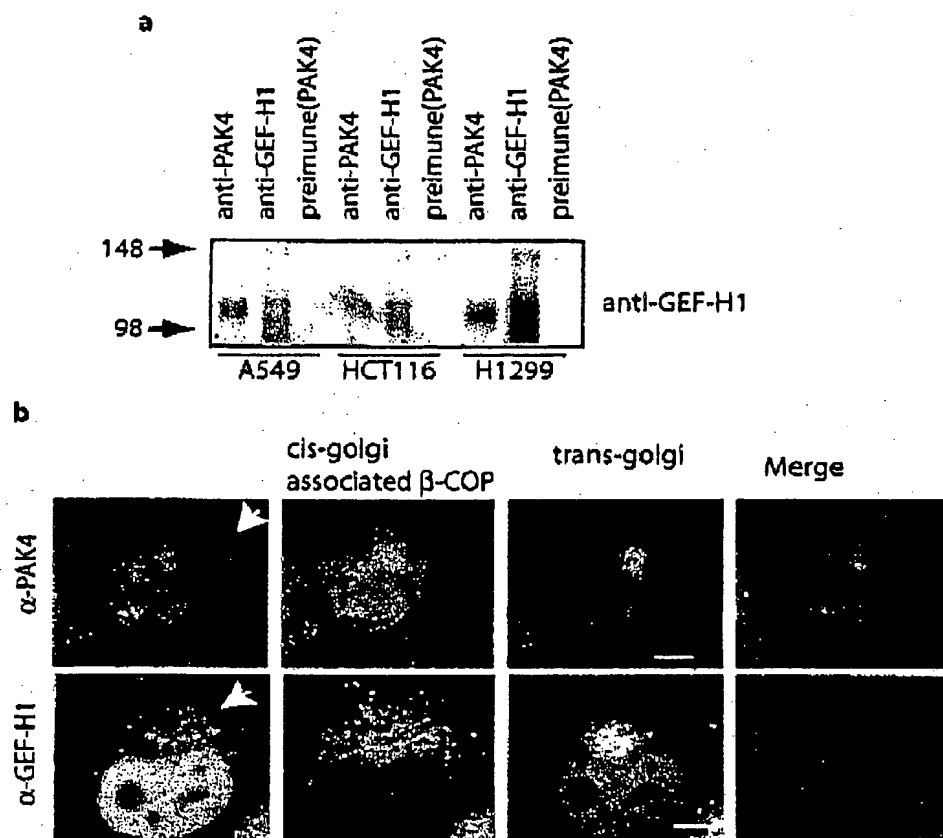 a
anti-PAK4
anti-GEF-H1
preimune(PAK4)
anti-PAK4
anti-GEF-H1
preimune(PAK4)
anti-PAK4
anti-GEF-H1
preimune(PAK4)
148
98
anti-GEF-H1
A549
HCT116
H1299
b
cis-golgi
associated β-COP
trans-golgi
Merge
α-PAK4
α-GEF-H1